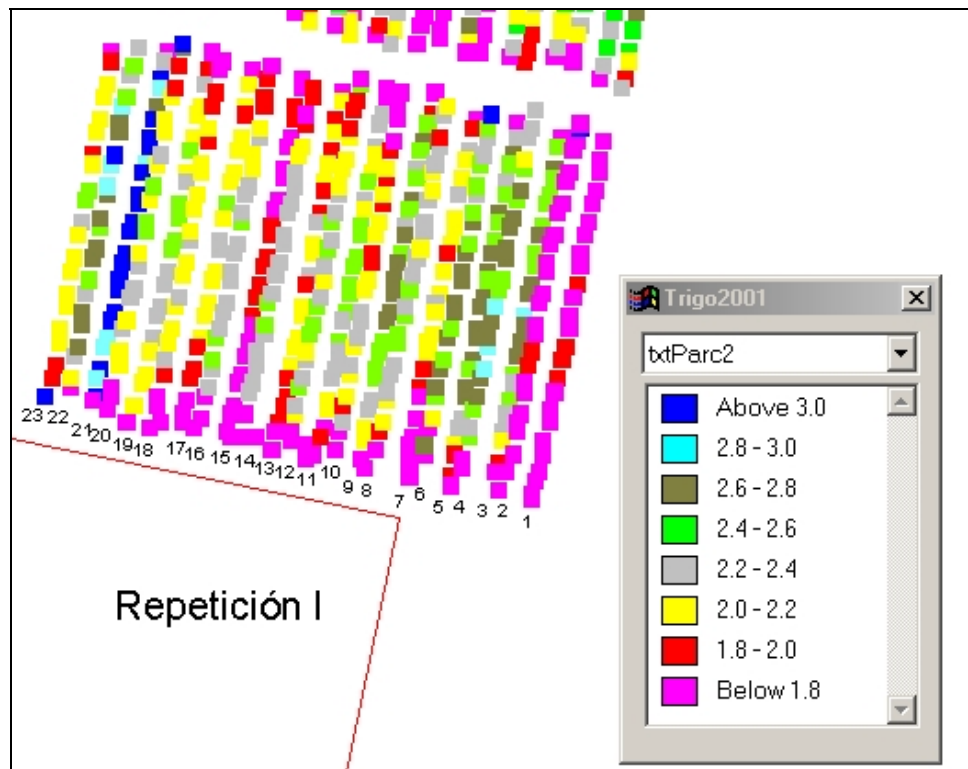 Trigo2001
txtParc2
Above 3.0
2.8 - 3.0
2.6 - 2.8
2.4 - 2.6
2.2 - 2.4
2.0 - 2.2
1.8 - 2.0
Below 1.8
23 22 21 20 19 18 17 16 15 14 13 12 11 10 9 8 7 6 5 4 3 2 1
Repetición I